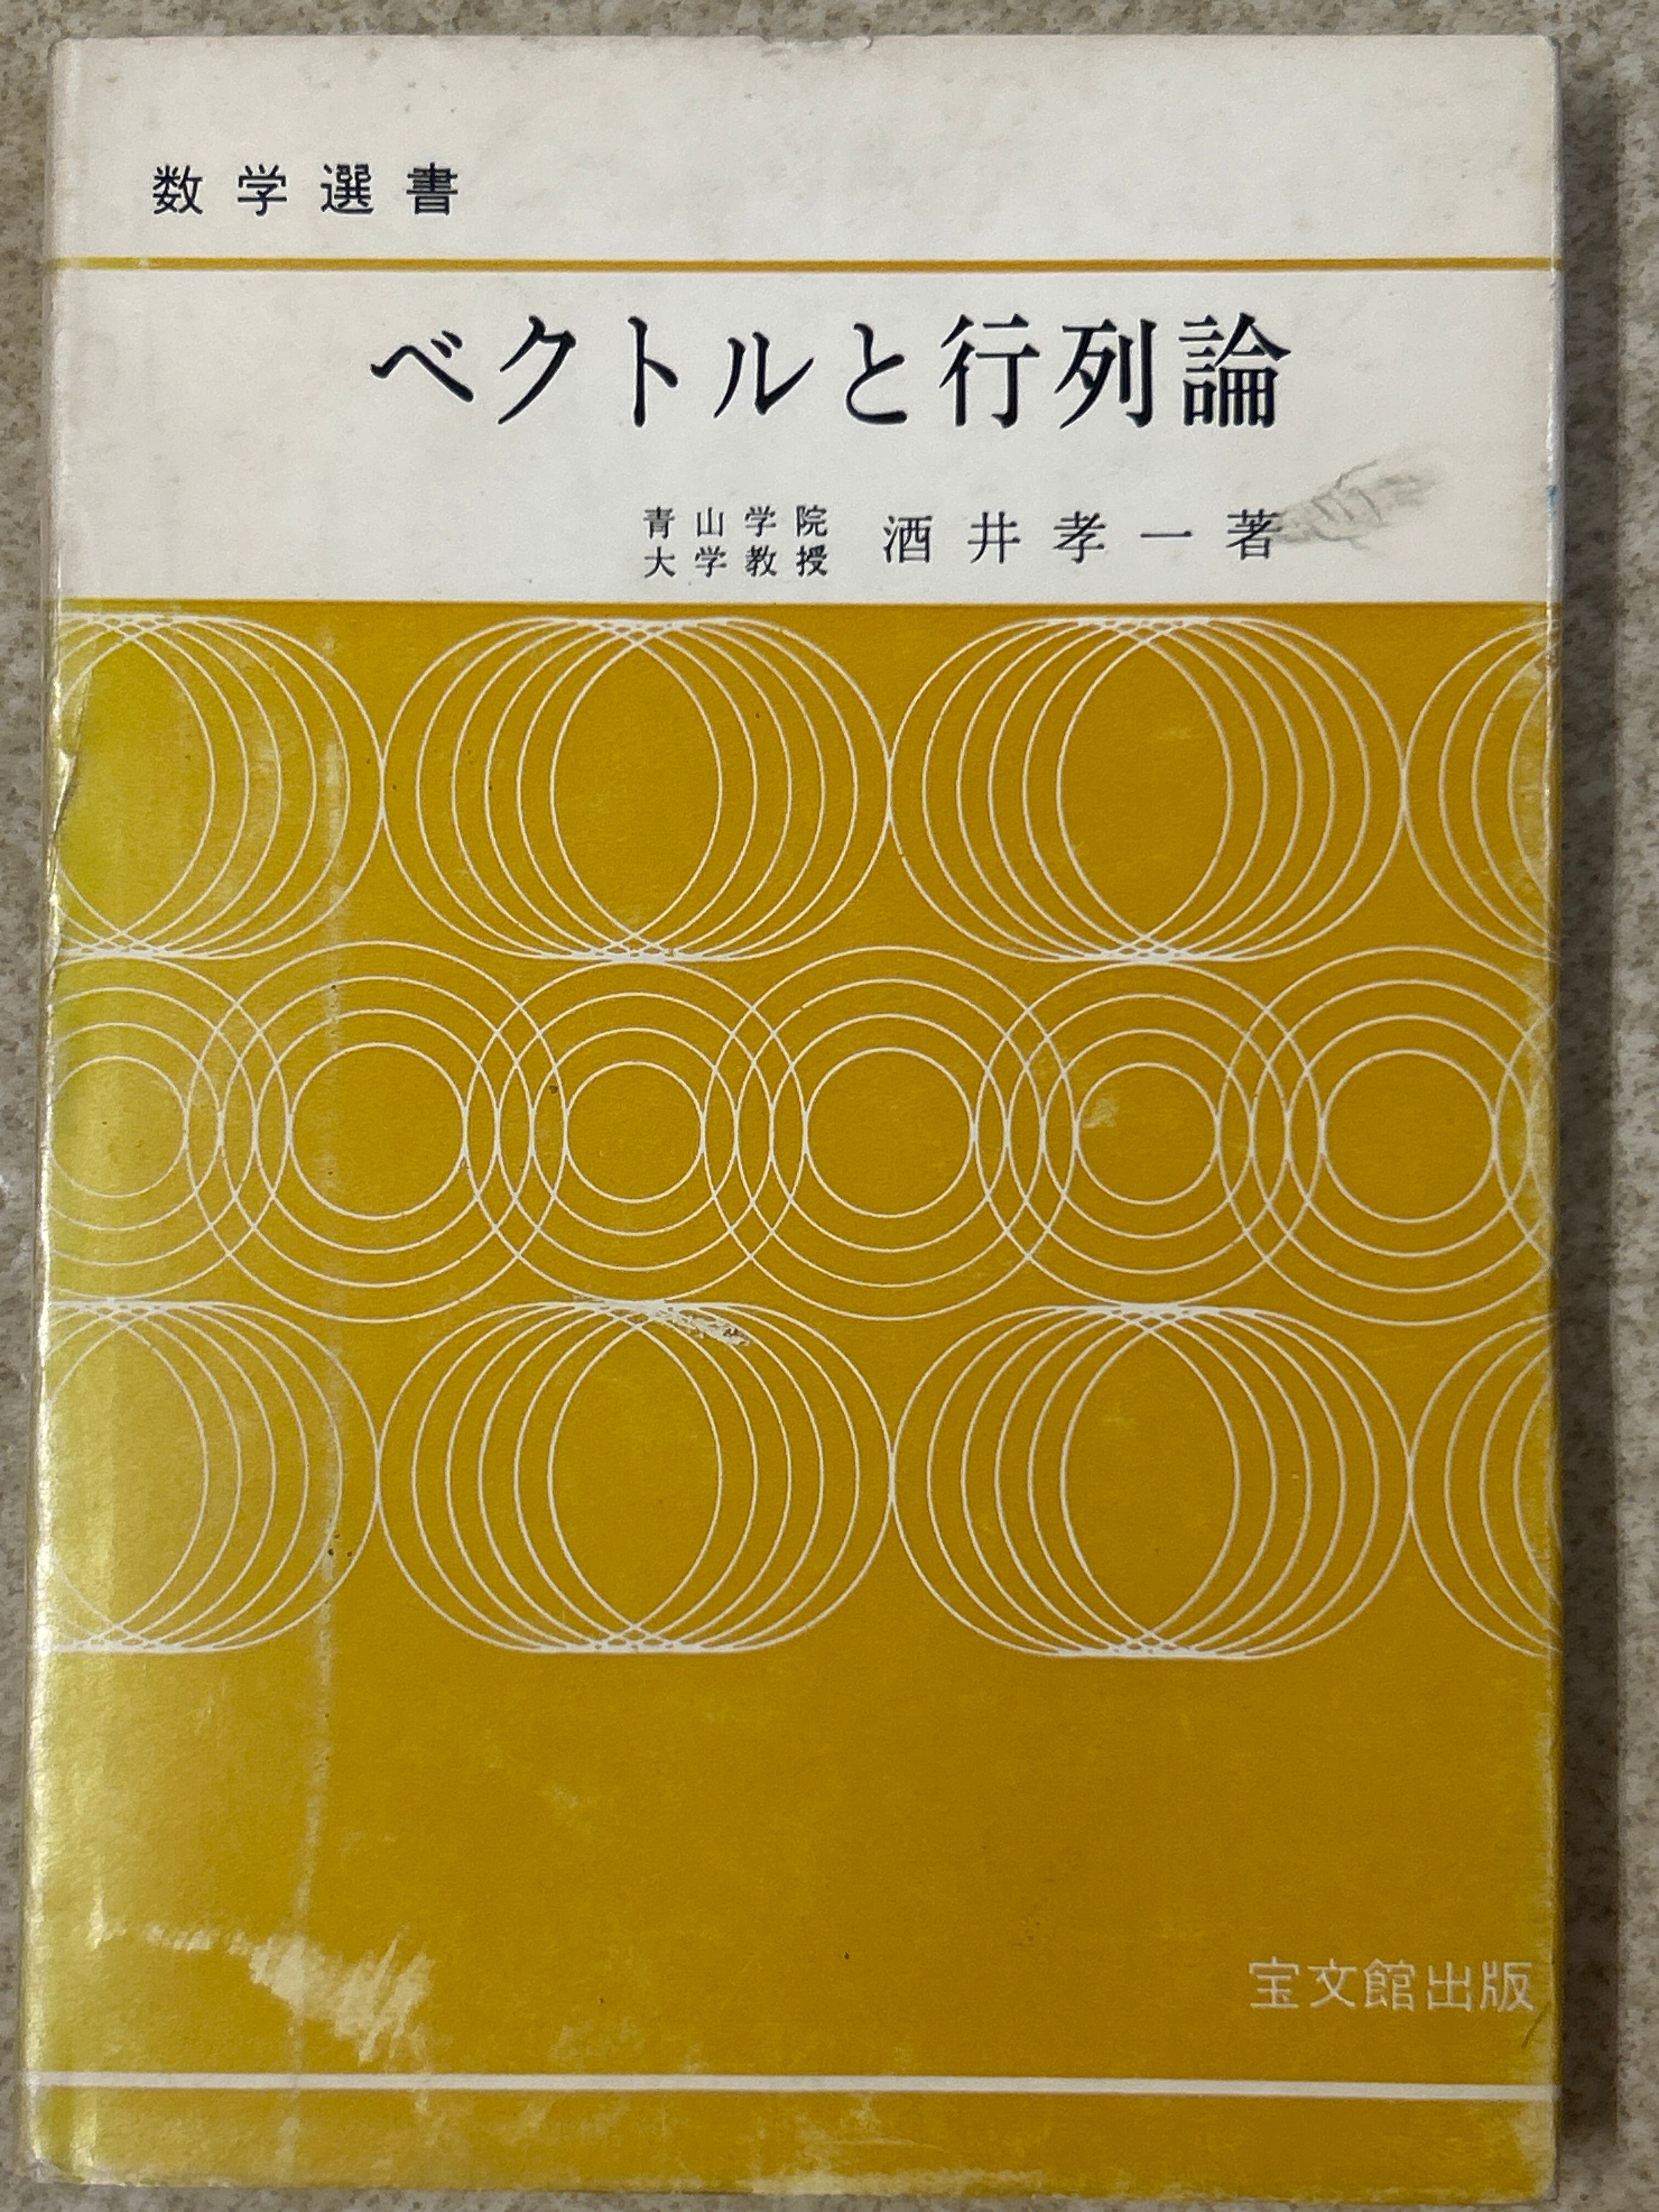 数学選書
ベクトルと行列論
青山学院
大学教授
酒井孝一著
宝文館出版